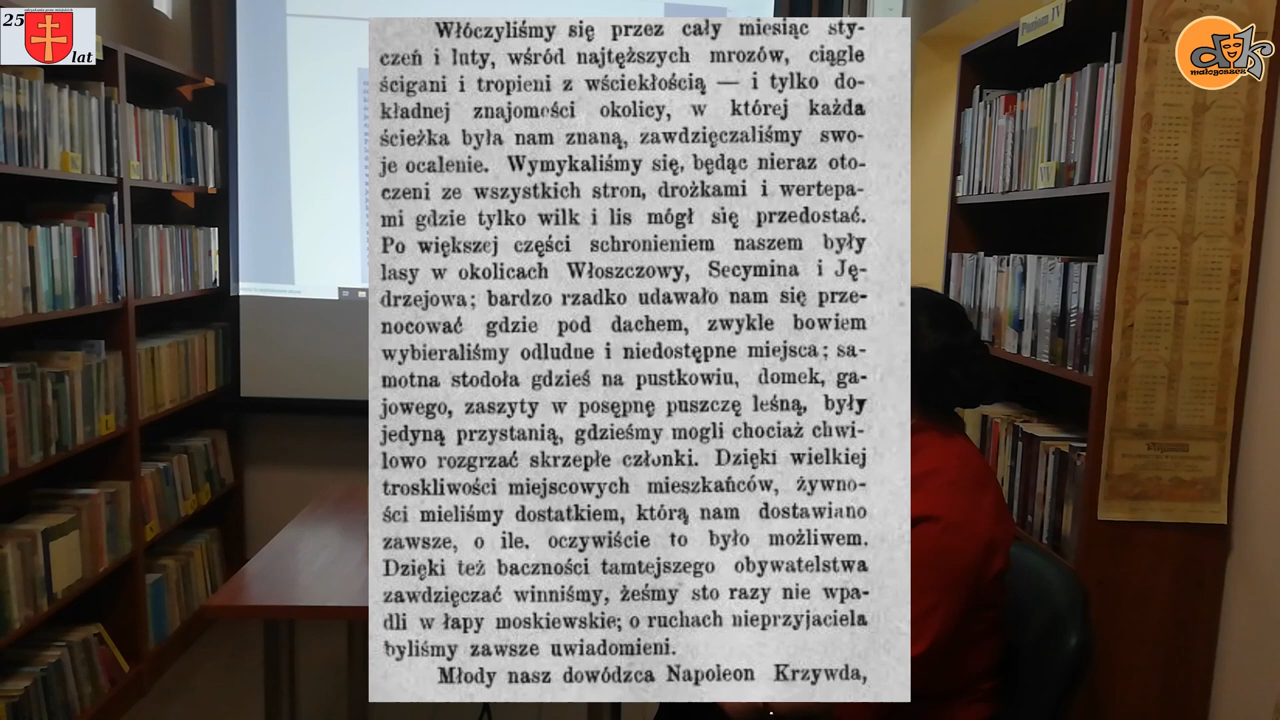 25
lat
Poziom IV
małogoszcz
W
Włóczyliśmy się przez cały miesiąc sty-
czeń i luty, wśród najtęższych mrozów, ciągle
ścigani i tropieni z wściekłością — i tylko do-
kładnej znajomości okolicy, w której każda
ścieżka była nam znaną, zawdzięczaliśmy swo-
je ocalenie. Wymykaliśmy się, będąc nieraz oto-
czeni ze wszystkich stron, drożkami i wertepa-
mi gdzie tylko wilk i lis mógł się przedostać.
Po większej części schronieniem naszem były
lasy w okolicach Włoszczowy, Secymina i Ję-
drzejowa; bardzo rzadko udawało nam się prze-
nocować gdzie pod dachem, zwykle bowiem
wybieraliśmy odludne i niedostępne miejsca; sa-
motna stodoła gdzieś na pustkowiu, domek, ga-
jowego, zaszyty w posępnę puszczę leśną, były
jedyną przystanią, gdzieśmy mogli chociaż chwi-
lowo rozgrzać skrzepłe członki. Dzięki wielkiej
troskliwości miejscowych mieszkańców, żywno-
ści mieliśmy dostatkiem, którą nam dostawiano
zawsze, o ile, oczywiście to było możliwem.
Dzięki też baczności tamtejszego obywatelstwa
zawdzięczać winniśmy, żeśmy sto razy nie wpa-
dli w łapy moskiewskie; o ruchach nieprzyjaciela
byliśmy zawsze uwiadomieni.
Młody nasz dowódzca Napoleon Krzywda,